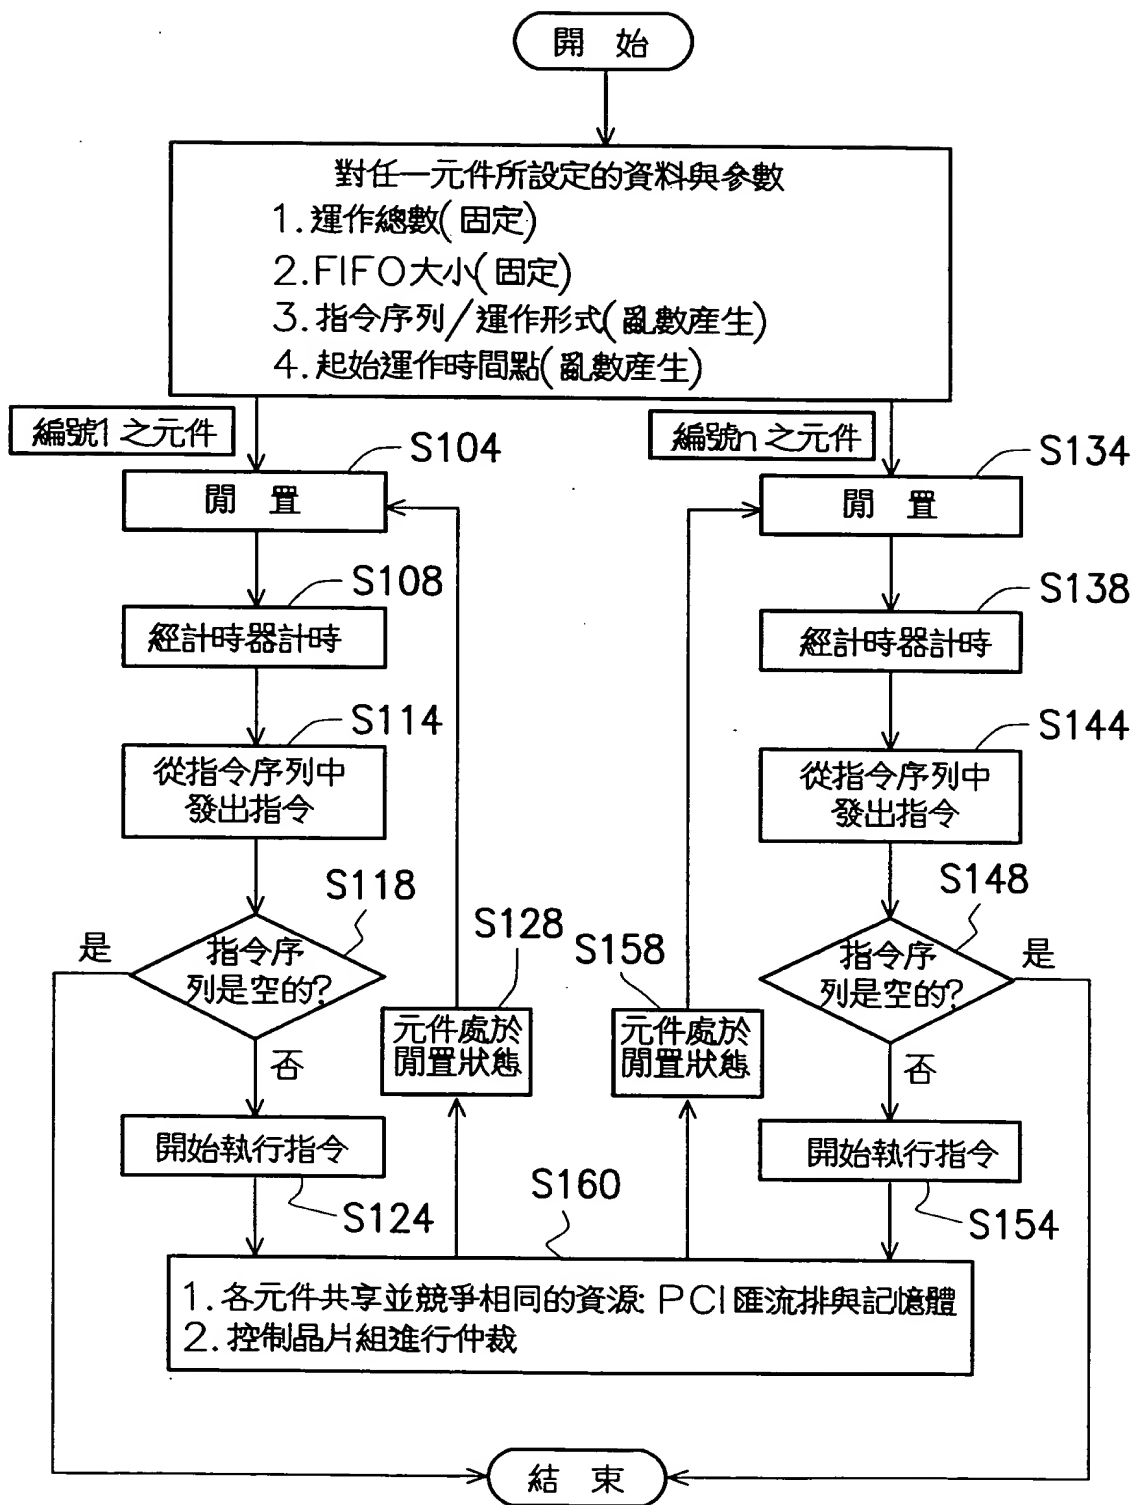 開 始
對任一元件所設定的資料與參數
1.運作總數(固定)
2.FIFO大小(固定)
3.指令序列/運作形式(亂數產生)
4.起始運作時間點(亂數產生)
編號1之元件
S104
閒 置
S108
經計時器計時
S114
從指令序列中
發出指令
S118
指令序
列是空的?
是
否
S128
元件處於
閒置狀態
開始執行指令
S124
編號n之元件
S134
閒 置
S138
經計時器計時
S144
從指令序列中
發出指令
S148
指令序
列是空的?
是
否
S158
元件處於
閒置狀態
開始執行指令
S154
S160
1.各元件共享並競爭相同的資源:PCI匯流排與記憶體
2.控制晶片組進行仲裁
結 束